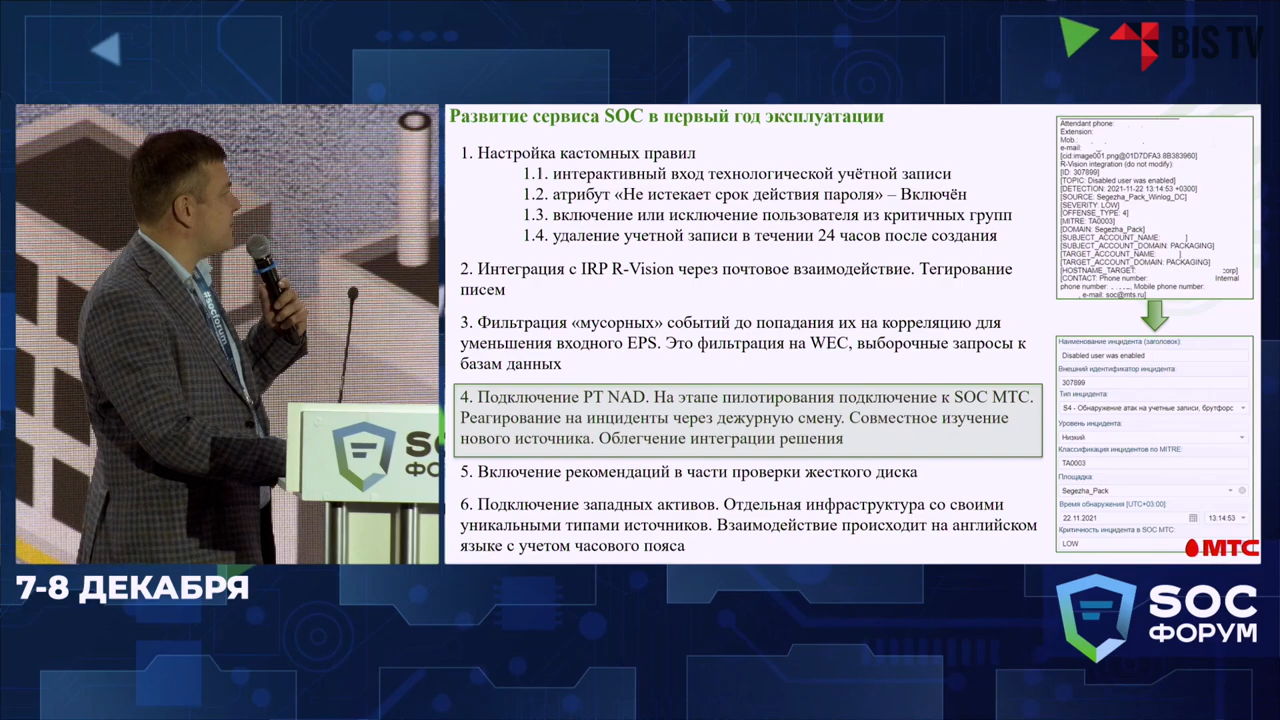 BIS TV
Развитие сервиса SOC в первый год эксплуатации
1. Настройка кастомных правил
1.1. интерактивный вход технологической учётной записи
1.2. атрибут «Не истекает срок действия пароля» – Включён
1.3. включение или исключение пользователя из критичных групп
1.4. удаление учетной записи в течении 24 часов после создания
2. Интеграция с IRP R-Vision через почтовое взаимодействие. Тегирование
писем
3. Фильтрация «мусорных» событий до попадания их на корреляцию для
уменьшения входного EPS. Это фильтрация на WEC, выборочные запросы к
базам данных
4. Подключение PT NAD. На этапе пилотирования подключение к SOC МТС.
Реагирование на инциденты через дежурную смену. Совместное изучение
нового источника. Облегчение интеграции решения
5. Включение рекомендаций в части проверки жесткого диска
6. Подключение западных активов. Отдельная инфраструктура со своими
уникальными типами источников. Взаимодействие происходит на английском
языке с учетом часового пояса
Attendant phone:
Extension:
Mob.
e-mail:
[cid:image001.png@01D7DFA3.8B383960]
R-Vision integration (do not modify):
[ID: 307899]
[TOPIC: Disabled user was enabled]
[DETECTION: 2021-11-22 13:14:53 +0300]
[SOURCE: Segezha_Pack_Winlog_DC]
[SEVERITY: LOW]
[OFFENSE_TYPE: 4]
[MITRE: TA0003]
[DOMAIN: Segezha_Pack]
[SUBJECT_ACCOUNT_NAME: ]
[SUBJECT_ACCOUNT_DOMAIN: PACKAGING]
[TARGET_ACCOUNT_NAME: ]
[TARGET_ACCOUNT_DOMAIN: PACKAGING]
[HOSTNAME_TARGET: corp]
[CONTACT: Phone number: Internal
phone number: , Mobile phone number:
, e-mail: soc@mts.ru]
Наименование инцидента (заголовок):
Disabled user was enabled
Внешний идентификатор инцидента:
307899
Тип инцидента:
S4 - Обнаружение атак на учетные записи, брутфорс
Уровень инцидента:
Низкий
Классификация инцидентов по MITRE:
TA0003
Площадка:
Segezha_Pack
Время обнаружения [UTC+03:00]
22.11.2021 13:14:53
Критичность инцидента в SOC МТС:
LOW
МТС
#socforum
SO
ФОРУМ
7-8 ДЕКАБРЯ
SOC
ФОРУМ